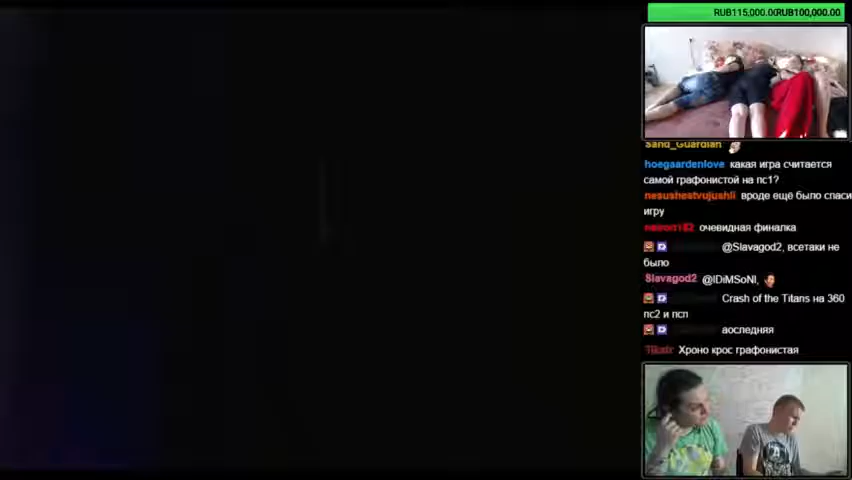 RUB115,000.00RUB100,000.00
Sand_Guardian
hoegaardenlove какая игра считается
самой графонистой на пс1?
nesushestvujushii вроде ещё было спаси
игру
очевидная финалка
@Slavagod2, всетаки не
было
Slavagod2 @IDiMSoNI,
Crash of the Titans на 360
пс2 и псп
аоследняя
Хроно крос графонистая